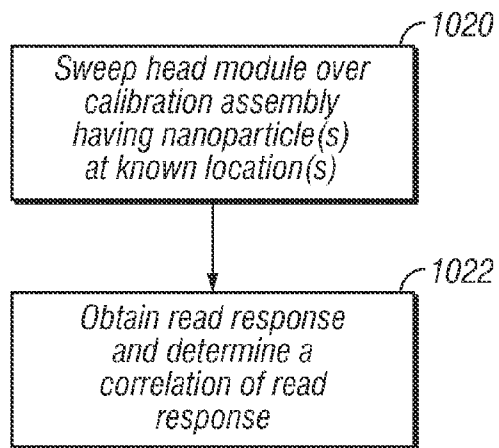 1020
Sweep head module over
calibration assembly
having nanoparticle(s)
at known location(s)
1022
Obtain read response
and determine a
correlation of read
response